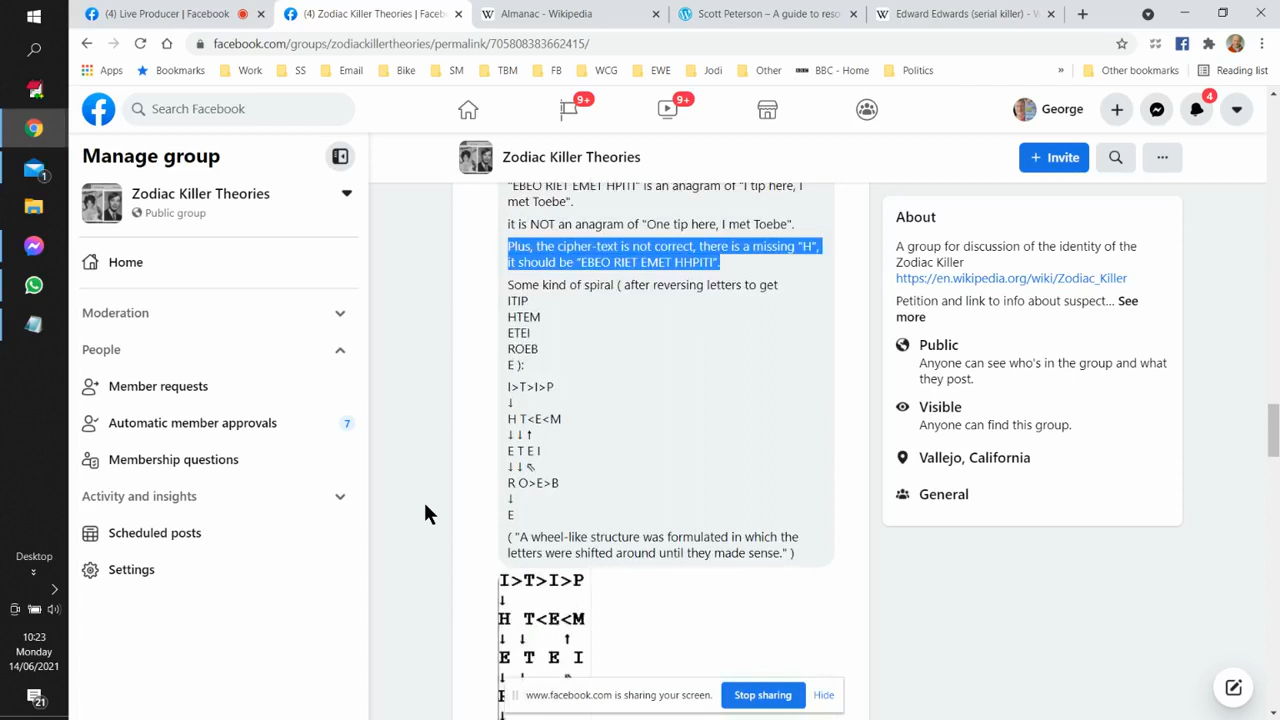 (4) Live Producer | Facebook
(4) Zodiac Killer Theories | Faceb
Almanac - Wikipedia
Scott Peterson – A guide to reso
Edward Edwards (serial killer) - W
facebook.com/groups/zodiackillertheories/permalink/705808383662415/
Apps
Bookmarks
Work
SS
Email
Bike
SM
TBM
FB
WCG
EWE
Jodi
Other
BBC - Home
Politics
»
Other bookmarks
Reading list
Search Facebook
9+
9+
George
4
Manage group
Zodiac Killer Theories
Public group
Home
Moderation
People
Member requests
Automatic member approvals
7
Membership questions
Activity and insights
Scheduled posts
Settings
Zodiac Killer Theories
+ Invite
"EBEO RIET EMET HPITI" is an anagram of "I tip here, I
met Toebe".
it is NOT an anagram of "One tip here, I met Toebe".
Plus, the cipher-text is not correct, there is a missing "H",
it should be "EBEO RIET EMET HHPITI".
Some kind of spiral ( after reversing letters to get
ITIP
HTEM
ETEI
ROEB
E ):
I>T>I>P
↓
H T<E<M
↓↓↑
E T E I
↓↓⇖
R O>E>B
↓
E
( "A wheel-like structure was formulated in which the
letters were shifted around until they made sense." )
I>T>I>P
↓
H T<E<M
↓ ↓ ↑
E T E I
About
A group for discussion of the identity of the
Zodiac Killer
https://en.wikipedia.org/wiki/Zodiac_Killer
Petition and link to info about suspect... See
more
Public
Anyone can see who's in the group and what
they post.
Visible
Anyone can find this group.
Vallejo, California
General
www.facebook.com is sharing your screen.
Stop sharing
Hide
Desktop
10:23
Monday
14/06/2021
1
21